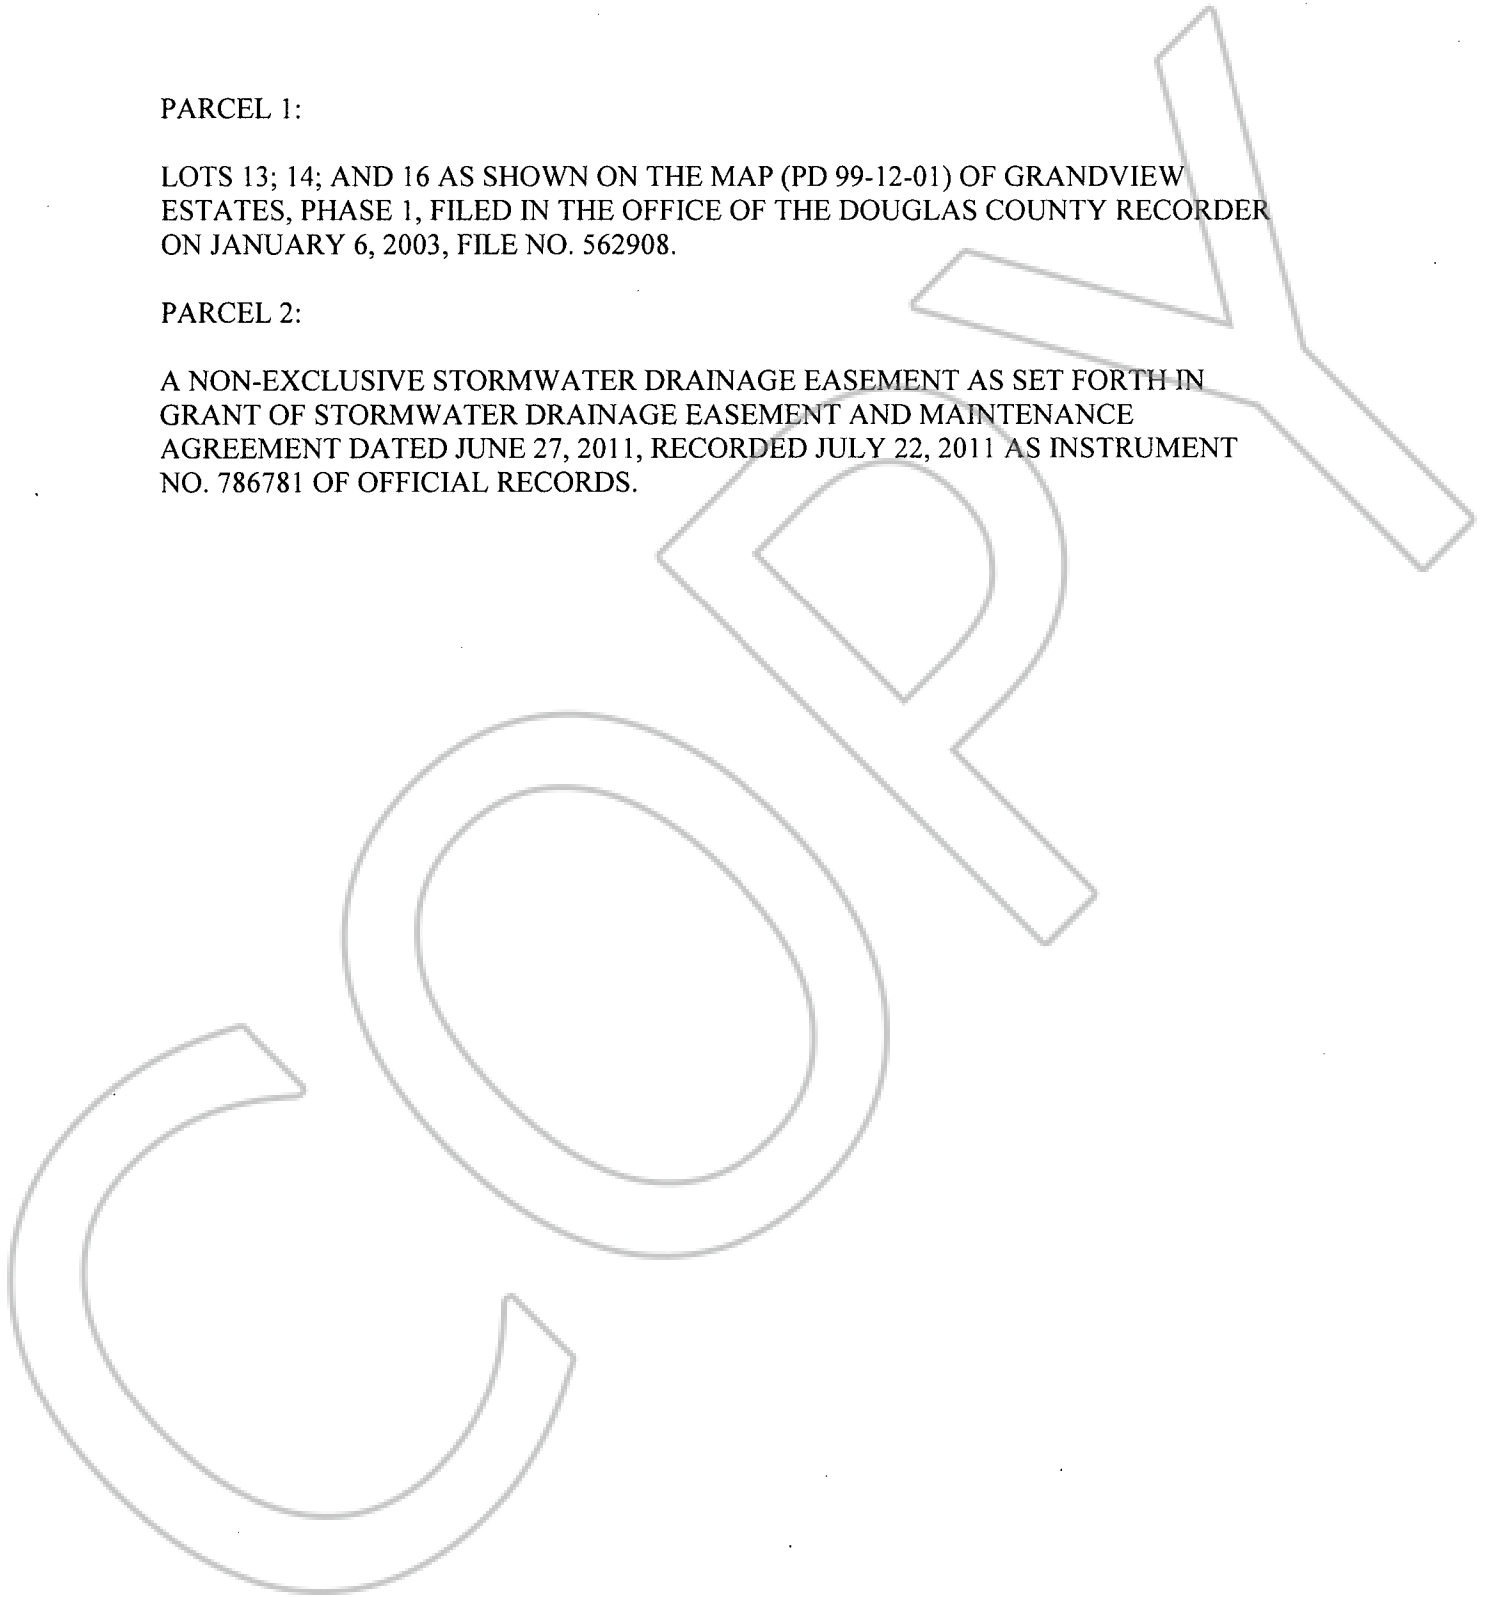 PARCEL 1:
LOTS 13; 14; AND 16 AS SHOWN ON THE MAP (PD 99-12-01) OF GRANDVIEW
ESTATES, PHASE 1, FILED IN THE OFFICE OF THE DOUGLAS COUNTY RECORDER
ON JANUARY 6, 2003, FILE NO. 562908.
PARCEL 2:
A NON-EXCLUSIVE STORMWATER DRAINAGE EASEMENT AS SET FORTH IN
GRANT OF STORMWATER DRAINAGE EASEMENT AND MAINTENANCE
AGREEMENT DATED JUNE 27, 2011, RECORDED JULY 22, 2011 AS INSTRUMENT
NO. 786781 OF OFFICIAL RECORDS.
COPY